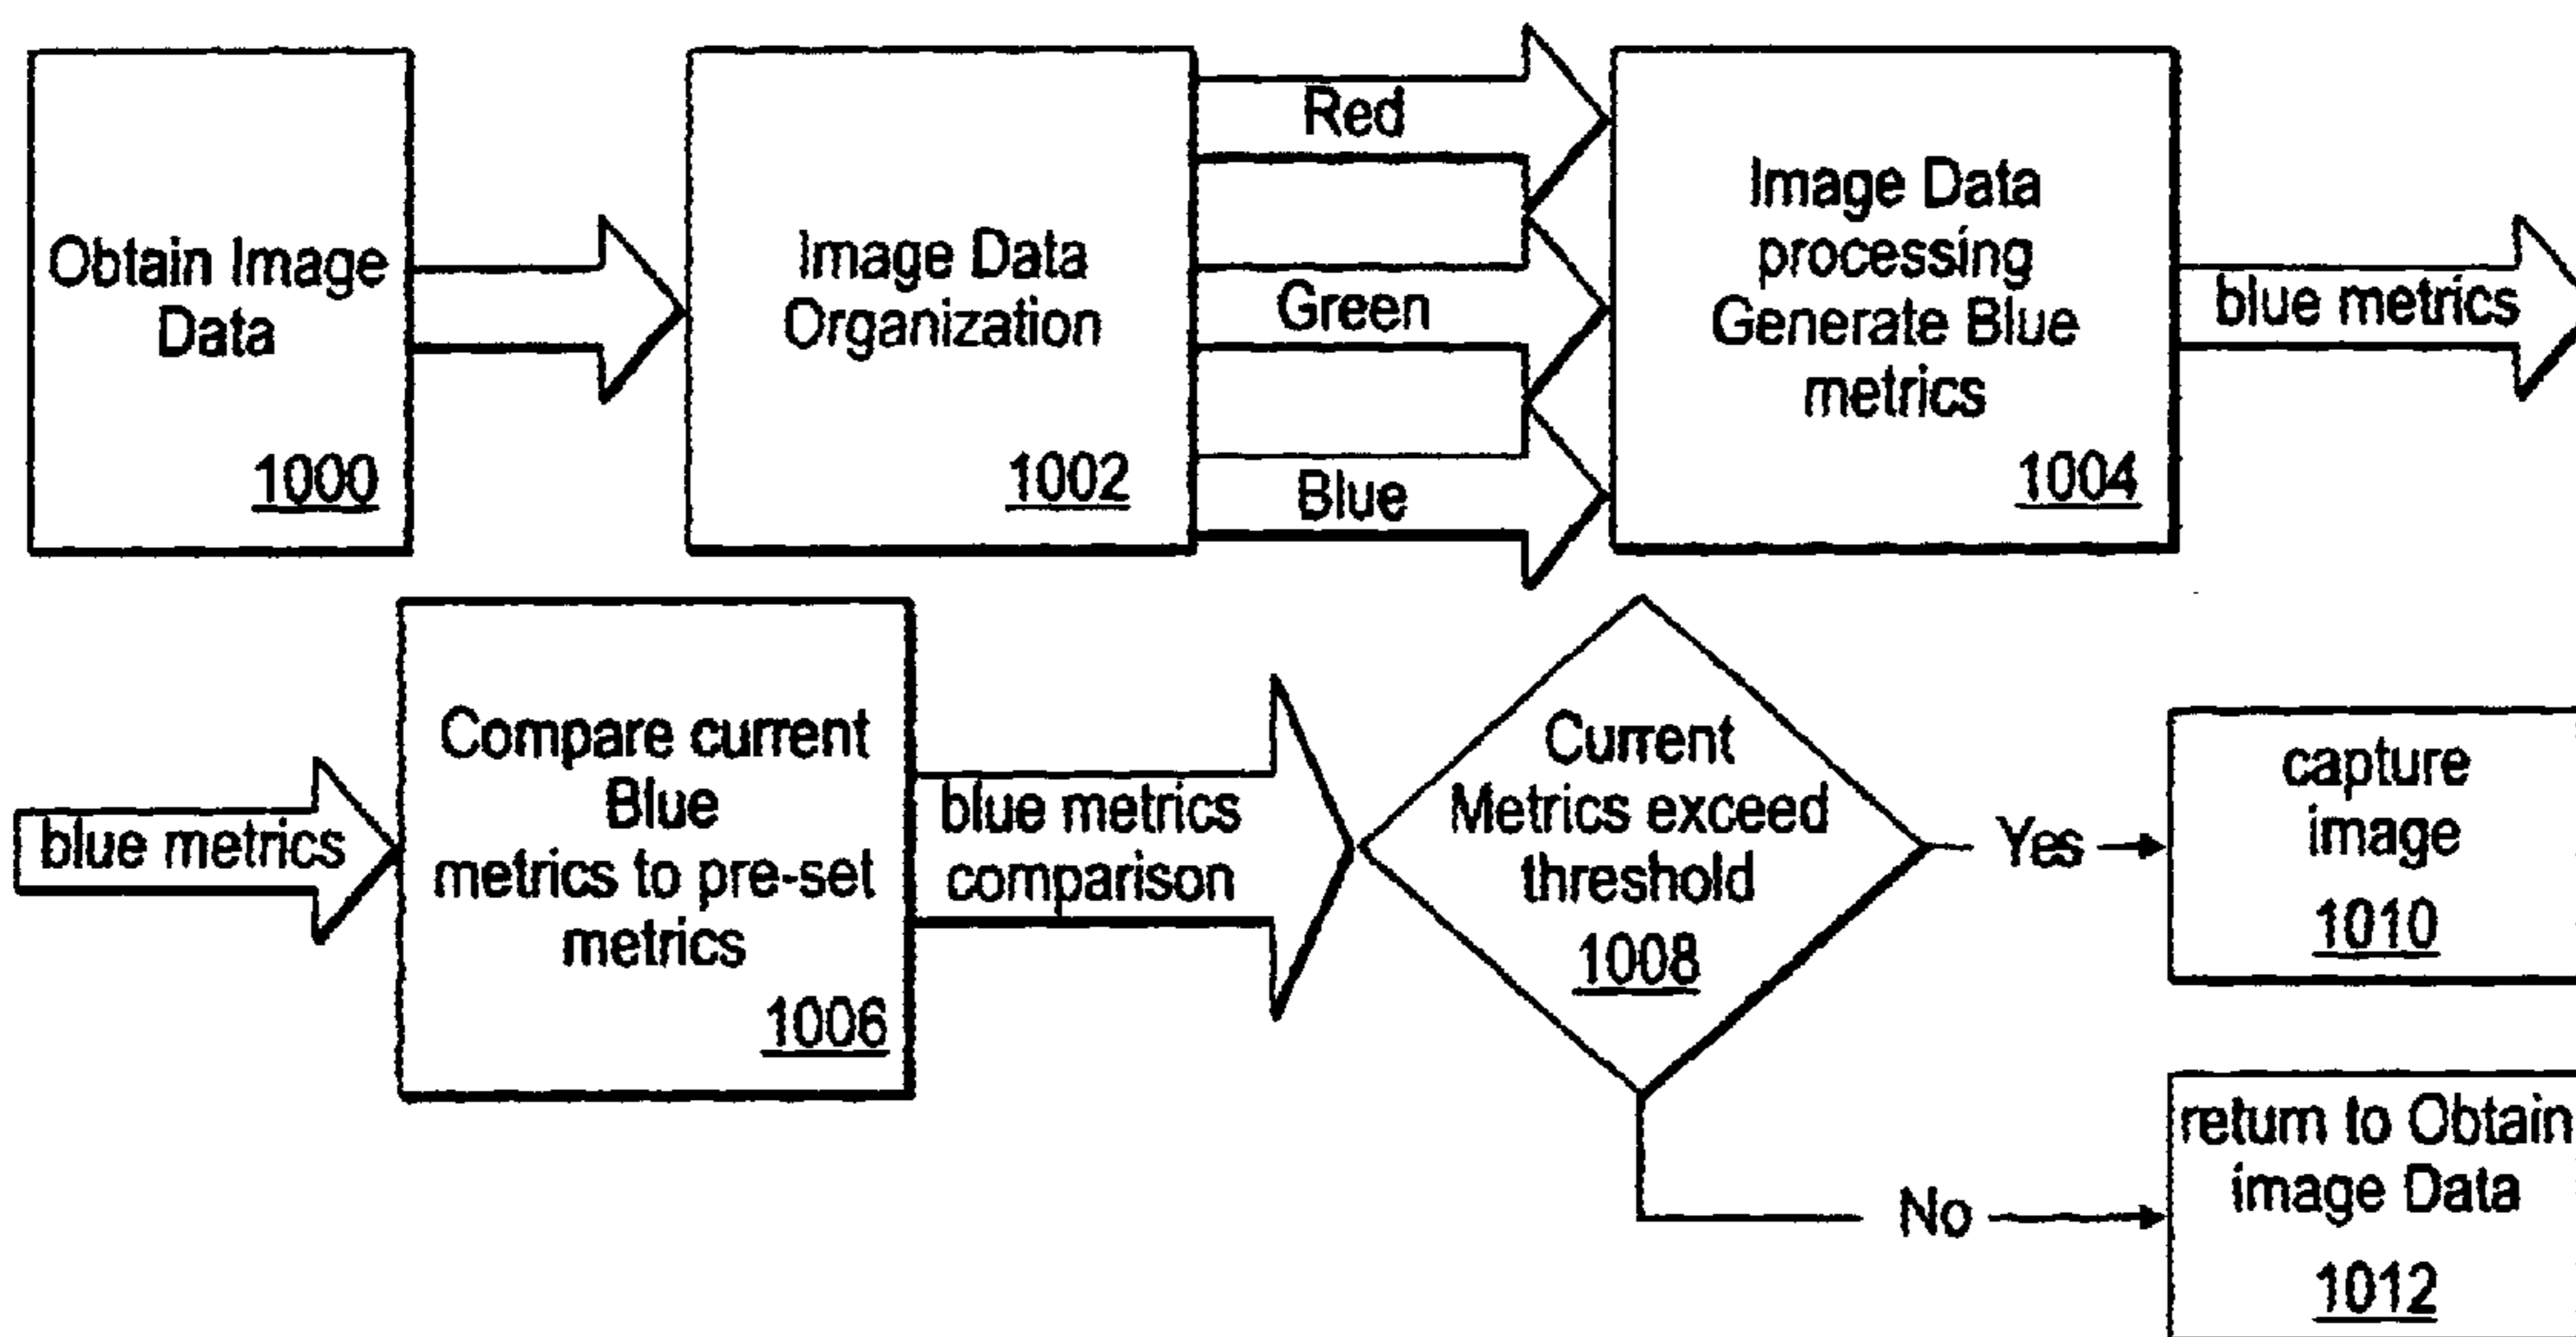 Obtain Image
Data
1000
Image Data
Organization
1002
Red
Green
Blue
Image Data
processing
Generate Blue
metrics
1004
blue metrics
blue metrics
Compare current
Blue
metrics to pre-set
metrics
1006
blue metrics
comparison
Current
Metrics exceed
threshold
1008
Yes
capture
image
1010
No
return to Obtain
image Data
1012